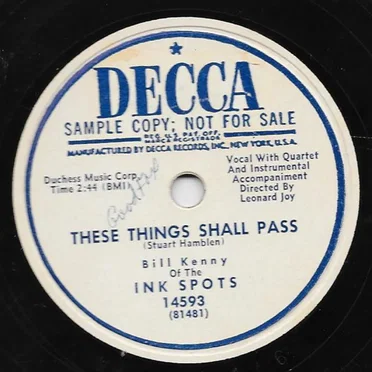 DECCA
SAMPLE COPY· NOT FOR SALE
REG. U.S. PAT. OFF.
MARCA REGISTRADA
MANUFACTURED BY DECCA RECORDS, INC., NEW YORK, U.S.A.
Duchess Music Corp.
Time 2:44 (BMI)
Vocal With Quartet
And Instrumental
Accompaniment
Directed By
Leonard Joy
THESE THINGS SHALL PASS
(Stuart Hamblen)
Bill Kenny
Of The
INK SPOTS
14593
(81481)